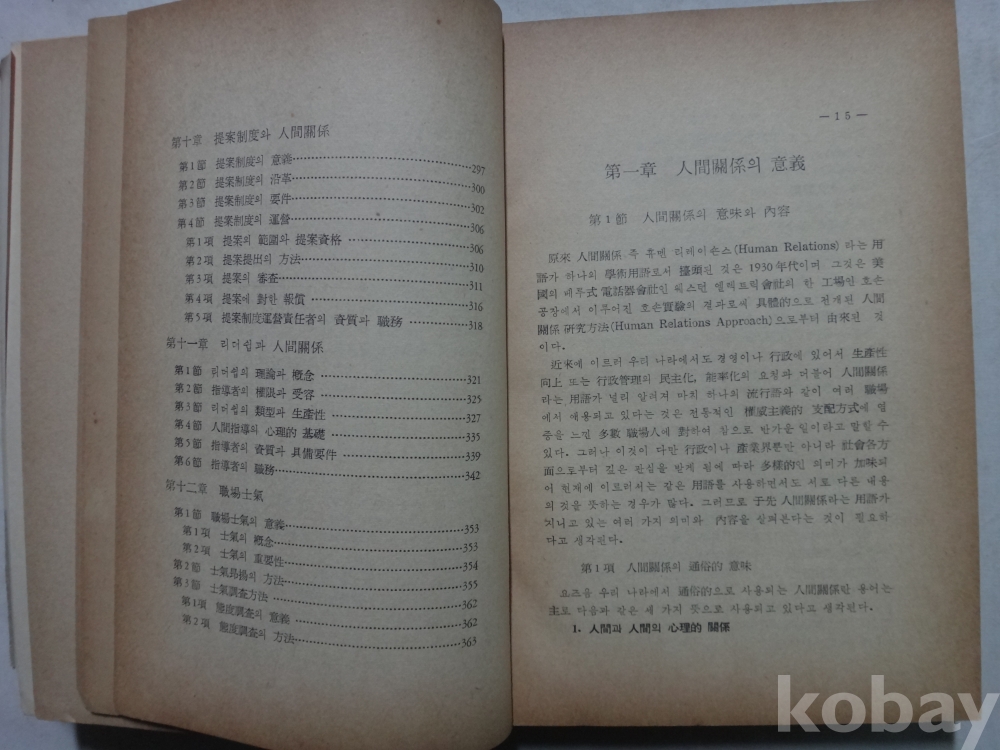 第十章 提案制度와 人間關係
第1節 提案制度의 意義……297
第2節 提案制度의 沿革……300
第3節 提案制度의 要件……302
第4節 提案制度의 運營……306
第1項 提案의 範圍와 提案資格……306
第2項 提案提出의 方法……310
第3項 提案의 審査……311
第4項 提案에 對한 報償……316
第5項 提案制度運營責任者의 資質과 職務……318
第十一章 리더쉽과 人間關係
第1節 리더쉽의 理論과 槪念……321
第2節 指導者의 權限과 受容……325
第3節 리더쉽의 類型과 生產性……327
第4節 人間指導의 心理的 基礎……335
第5節 指導者의 資質과 具備要件……339
第6節 指導者의 職務……342
第十二章 職場士氣
第1節 職場士氣의 意義……353
第1項 士氣의 槪念……353
第2項 士氣의 重要性……354
第2節 士氣昂揚의 方法……355
第3節 士氣調査方法……362
第1項 態度調査의 意義……362
第2項 態度調査의 方法……363
—15—
第一章 人間關係의 意義
第1節 人間關係의 意味와 內容
原來 人間關係 즉 휴맨 리레이숀스(Human Relations) 라는 用
語가 하나의 學術用語로서 擡頭된 것은 1930年代이며 그것은 美
國의 베루式 電話器會社인 웨스턴 엘렉트릭會社의 한 工場인 호손
공장에서 이루어진 호손實驗의 결과로써 具體的으로 전개된 人間
關係 硏究方法(Human Relations Approach)으로부터 由來된 것
이다.
近來에 이르러 우리 나라에서도 경영이나 行政에 있어서 生產性
向上 또는 行政管理의 民主化, 能率化의 요청과 더불어 人間關係
라는 用語가 널리 알려져 마치 하나의 流行語와 같이 여러 職場
에서 애용되고 있다는 것은 전통적인 權威主義的 支配方式에 염
증을 느낀 多數 職場人에 對하여 심으로 반가운 일이라고 말할 수
있다. 그러나 이것이 다만 行政이나 產業界뿐만 아니라 社會各方
面으로부터 깊은 관심을 받게 됨에 따라 多樣的인 의미가 加味되
어 현재에 이르러서는 같은 用語를 사용하면서도 서로 다른 내용
의 것을 뜻하는 경우가 많다. 그러므로 于先 人間關係라는 用語가
지니고 있는 여러 가지 의미와 內容을 살펴본다는 것이 필요하
다고 생각된다.
第1項 人間關係의 通俗的 意味
요즈음 우리 나라에서 通俗的으로 사용되는 人間關係란 용어는
主로 다음과 같은 세 가지 뜻으로 사용되고 있다고 생각된다.
1. 人間과 人間의 心理的 關係
kobay